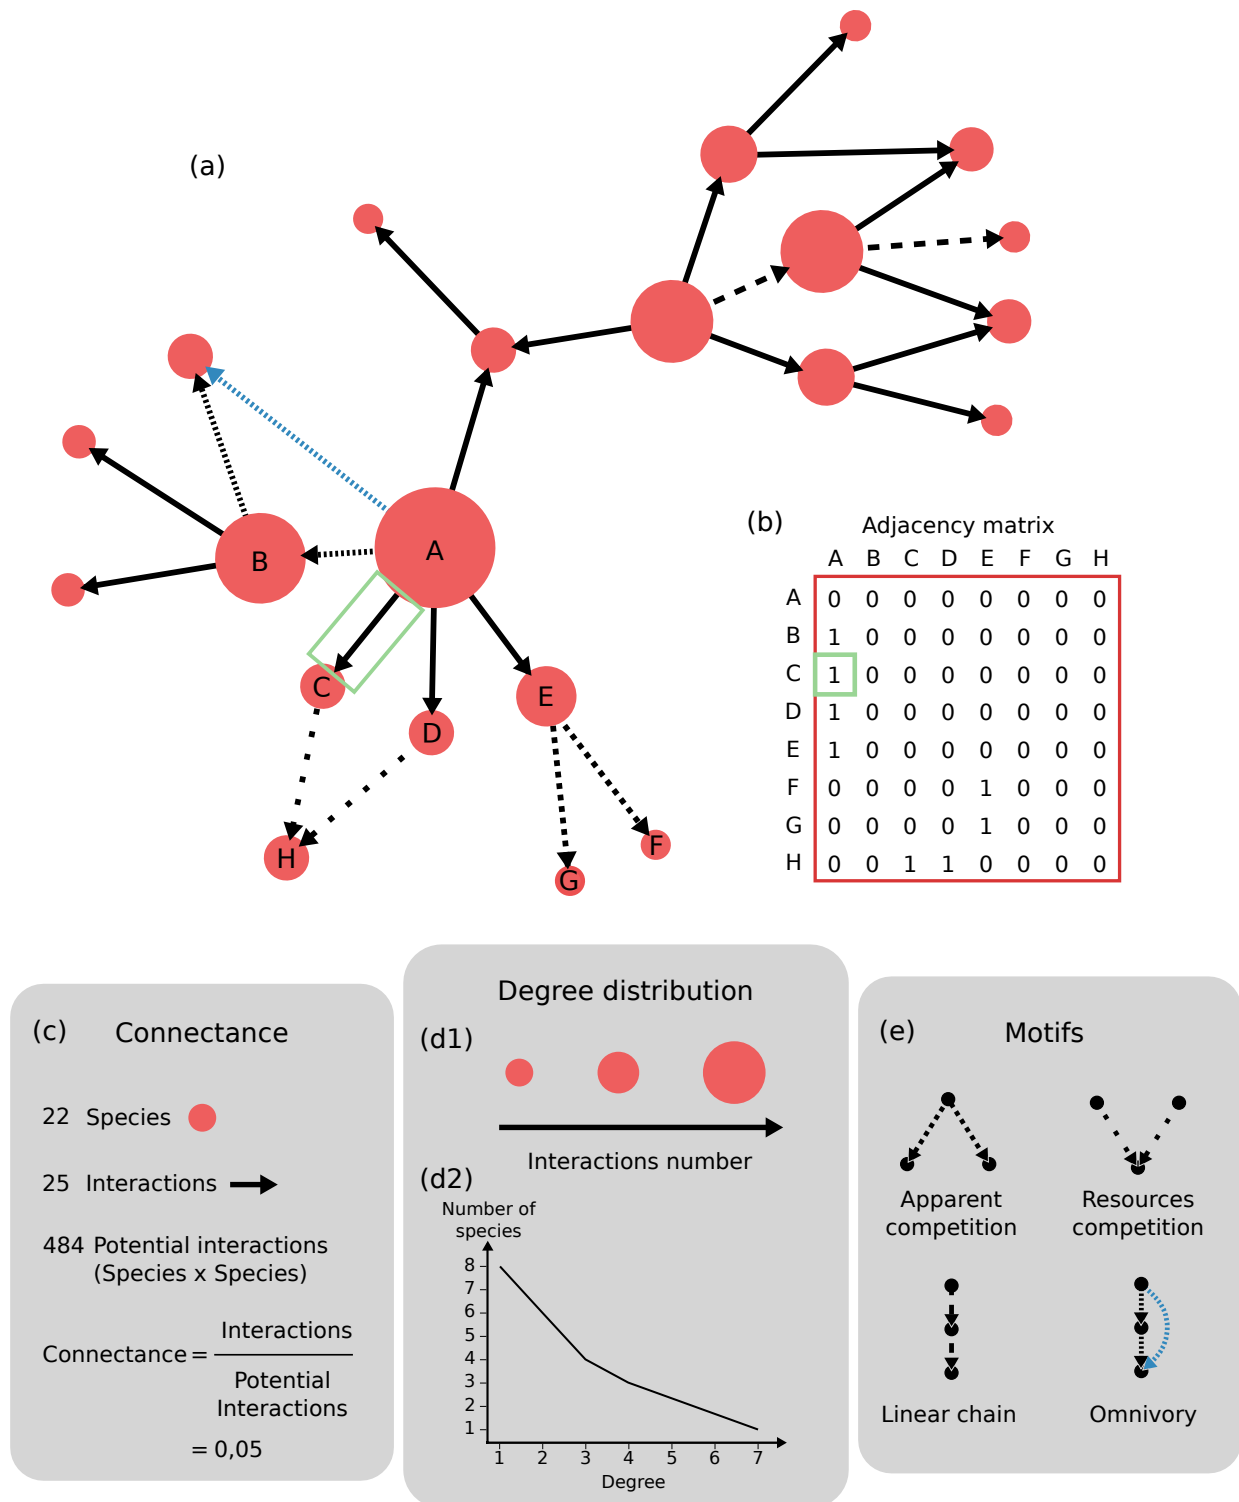 (a)
B
A
C
D
E
H
G
F
(b)
Adjacency matrix
A B C D E F G H
A 0 0 0 0 0 0 0 0
B 1 0 0 0 0 0 0 0
C 1 0 0 0 0 0 0 0
D 1 0 0 0 0 0 0 0
E 1 0 0 0 0 0 0 0
F 0 0 0 0 1 0 0 0
G 0 0 0 0 1 0 0 0
H 0 0 1 1 0 0 0 0
(c) Connectance
22 Species
25 Interactions
484 Potential interactions
(Species x Species)
Connectance = Interactions
Potential
Interactions
= 0,05
Degree distribution
(d1)
Interactions number
(d2)
Number of
species
8
7
6
5
4
3
2
1
1 2 3 4 5 6 7
Degree
(e) Motifs
Apparent
competition
Resources
competition
Linear chain
Omnivory